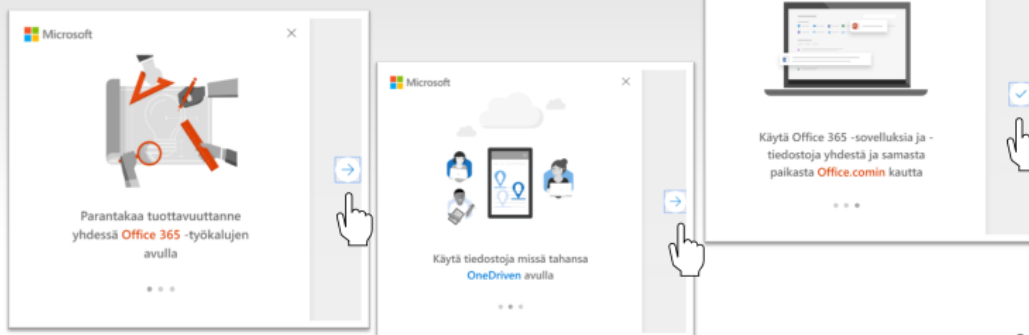 Microsoft
Parantakaa tuottavuuttanne
yhdessä Office 365 -työkalujen
avulla
Microsoft
Käytä tiedostoja missä tahansa
OneDriven avulla
Käytä Office 365 -sovelluksia ja -
tiedostoja yhdestä ja samasta
paikasta Office.comin kautta